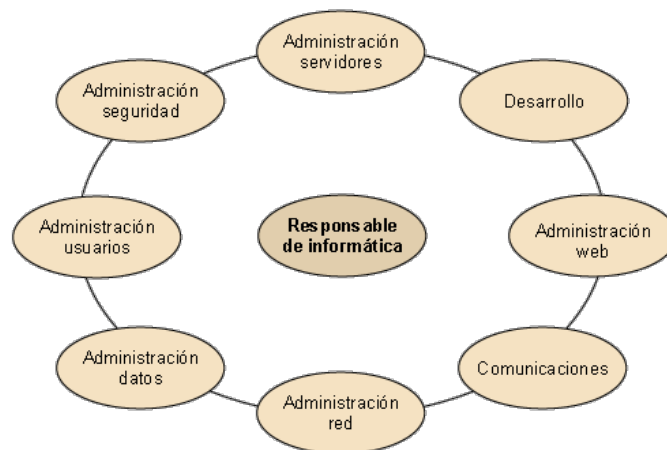 Administración
servidores
Administración
seguridad
Desarrollo
Administración
usuarios
Responsable
de informática
Administración
web
Administración
datos
Comunicaciones
Administración
red